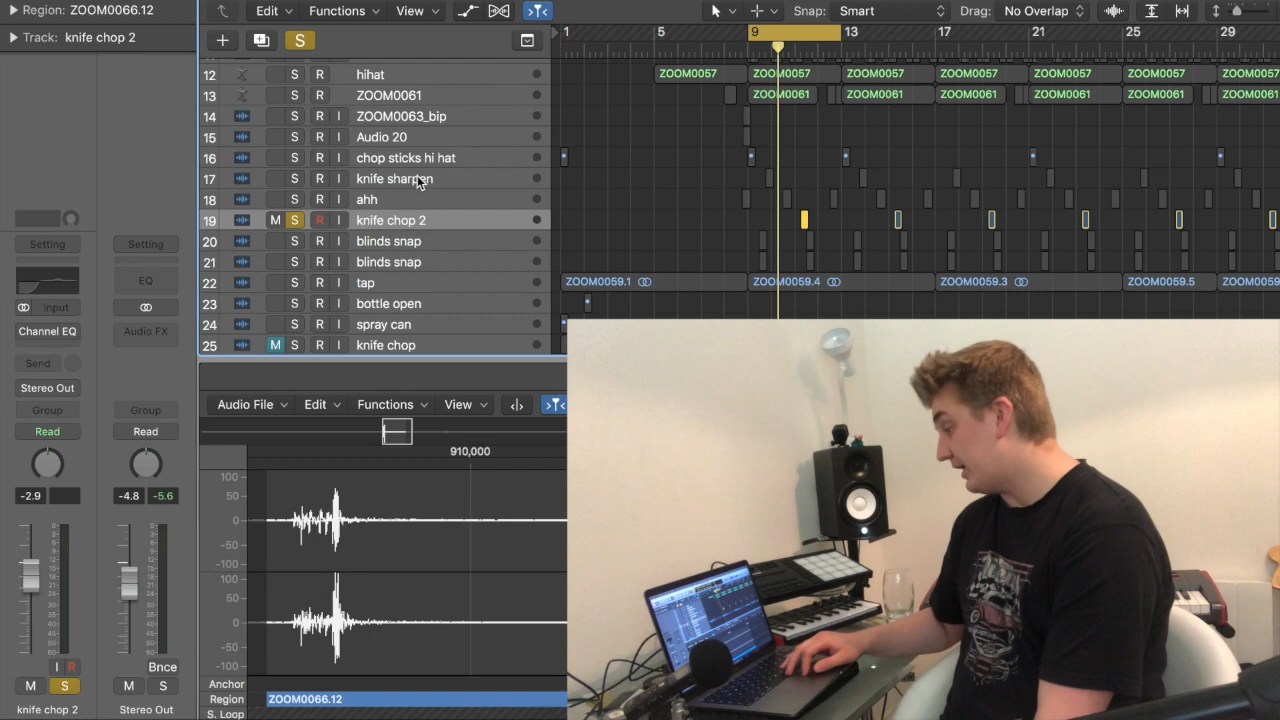 Region: ZOOM0066.12
Edit
Functions
View
Snap: Smart
Drag: No Overlap
Track: knife chop 2
S
1
5
9
13
17
21
25
29
12 S R hihat
ZOOM0057 ZOOM0057 ZOOM0057 ZOOM0057 ZOOM0057 ZOOM0057 ZOOM0057
13 S R ZOOM0061
ZOOM0061 ZOOM0061 ZOOM0061 ZOOM0061 ZOOM0061 ZOOM0061
14 S R I ZOOM0063_bip
15 S R I Audio 20
16 S R I chop sticks hi hat
17 S R I knife sharpen
18 S R I ahh
19 M S R I knife chop 2
20 S R I blinds snap
21 S R I blinds snap
22 S R I tap
ZOOM0059.1 ZOOM0059.4 ZOOM0059.3 ZOOM0059.5 ZOOM0059
23 S R I bottle open
24 S R I spray can
25 M S R I knife chop
Setting Setting
EQ
Input
Channel EQ Audio FX
Send
Stereo Out
Group Group
Read Read
-2.9 -4.8 -5.6
I R Bnce
M S M S
knife chop 2 Stereo Out
Audio File Edit Functions View
910,000
100
50
0
-50
-100
100
50
0
-50
-100
Anchor
Region ZOOM0066.12
S. Loop